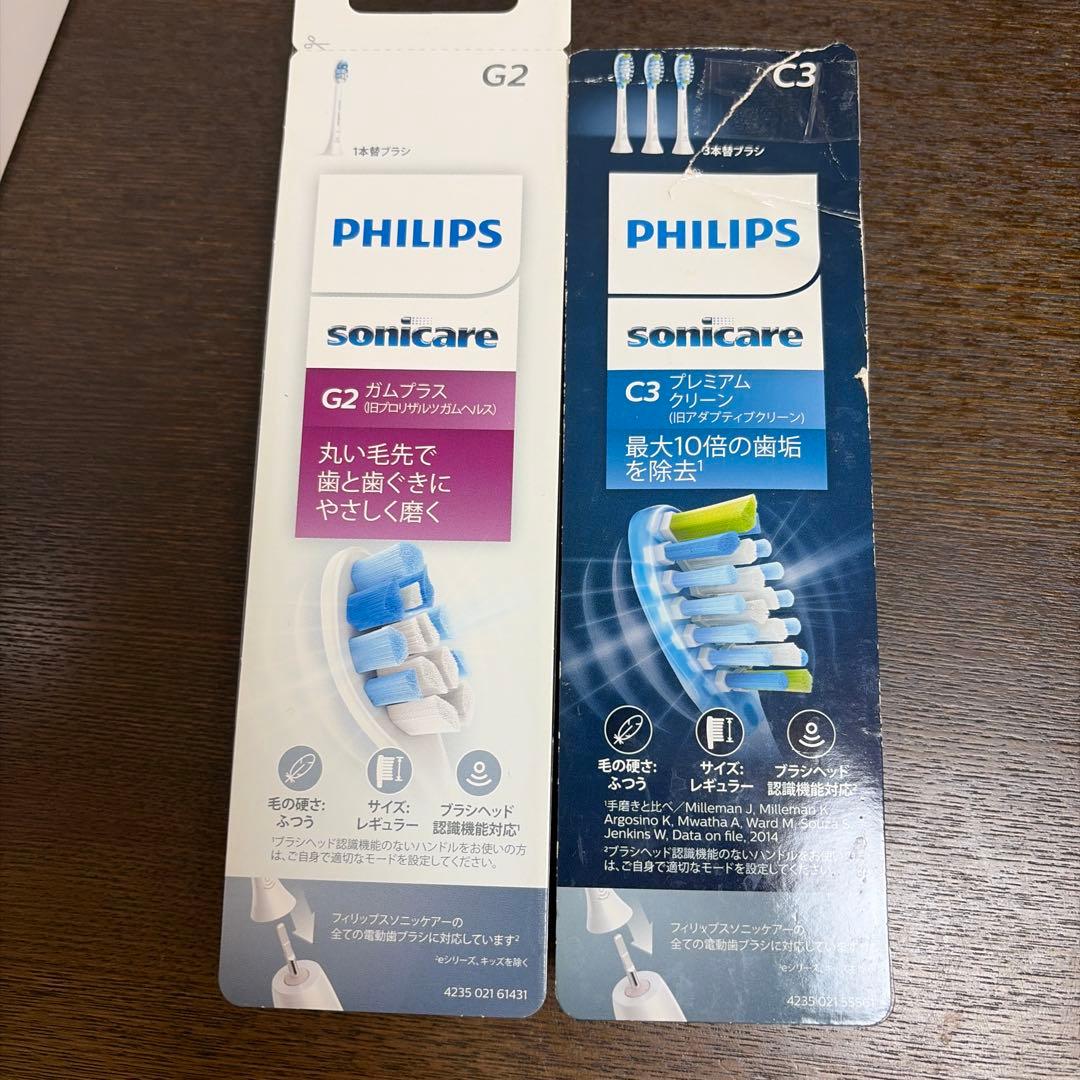 G2
1本替ブラシ
PHILIPS
sonicare
G2 ガムプラス
(旧プロリザルツ ガムヘルス)
丸い毛先で
歯と歯ぐきに
やさしく磨く
毛の硬さ:
ふつう
サイズ:
レギュラー
ブラシヘッド
認識機能対応¹
¹ブラシヘッド認識機能のないハンドルをお使いの方
は、ご自身で適切なモードを設定してください。
フィリップスソニッケアーの
全ての電動歯ブラシに対応しています²
²eシリーズ、キッズを除く
4235 021 61431
C3
3本替ブラシ
PHILIPS
sonicare
C3 プレミアム
クリーン
(旧アダプティブクリーン)
最大10倍の歯垢
を除去¹
毛の硬さ:
ふつう
サイズ:
レギュラー
ブラシヘッド
認識機能対応²
¹手磨きと比べ/Milleman J, Milleman K,
Argosino K, Mwatha A, Ward M, Souza S,
Jenkins W, Data on file, 2014
²ブラシヘッド認識機能のないハンドルをお使い
は、ご自身で適切なモードを設定してください。
フィリップスソニッケアーの
全ての電動歯ブラシに対応しています
³eシリーズ、キッズ
4235 021